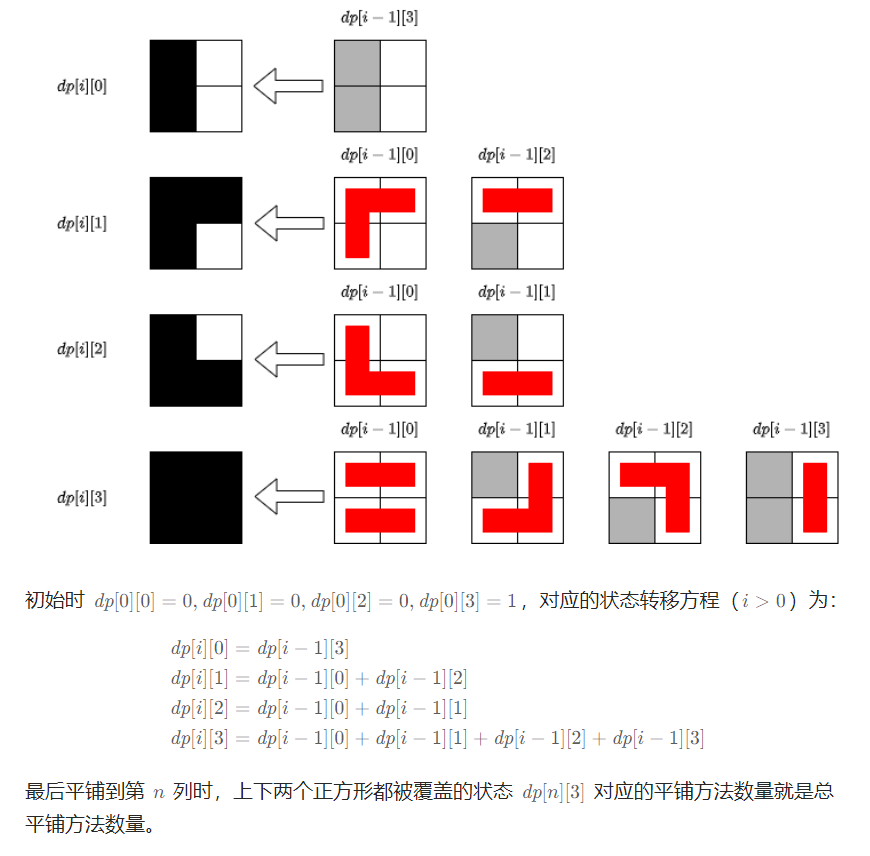 dp[i − 1][3]
dp[i][0]
dp[i − 1][0] dp[i − 1][2]
dp[i][1]
dp[i − 1][0] dp[i − 1][1]
dp[i][2]
dp[i − 1][0] dp[i − 1][1] dp[i − 1][2] dp[i − 1][3]
dp[i][3]
初始时 dp[0][0] = 0, dp[0][1] = 0, dp[0][2] = 0, dp[0][3] = 1，对应的状态转移方程（i > 0）为：
dp[i][0] = dp[i − 1][3]
dp[i][1] = dp[i − 1][0] + dp[i − 1][2]
dp[i][2] = dp[i − 1][0] + dp[i − 1][1]
dp[i][3] = dp[i − 1][0] + dp[i − 1][1] + dp[i − 1][2] + dp[i − 1][3]
最后平铺到第 n 列时，上下两个正方形都被覆盖的状态 dp[n][3] 对应的平铺方法数量就是总
平铺方法数量。